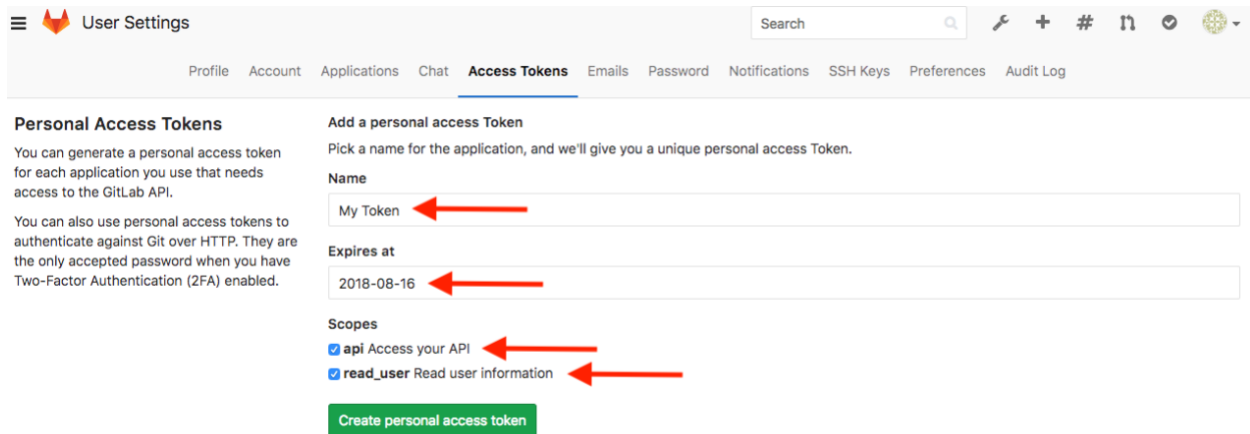 User Settings
Search
Profile Account Applications Chat Access Tokens Emails Password Notifications SSH Keys Preferences Audit Log
Personal Access Tokens
You can generate a personal access token
for each application you use that needs
access to the GitLab API.
You can also use personal access tokens to
authenticate against Git over HTTP. They are
the only accepted password when you have
Two-Factor Authentication (2FA) enabled.
Add a personal access Token
Pick a name for the application, and we'll give you a unique personal access Token.
Name
My Token
Expires at
2018-08-16
Scopes
api Access your API
read_user Read user information
Create personal access token